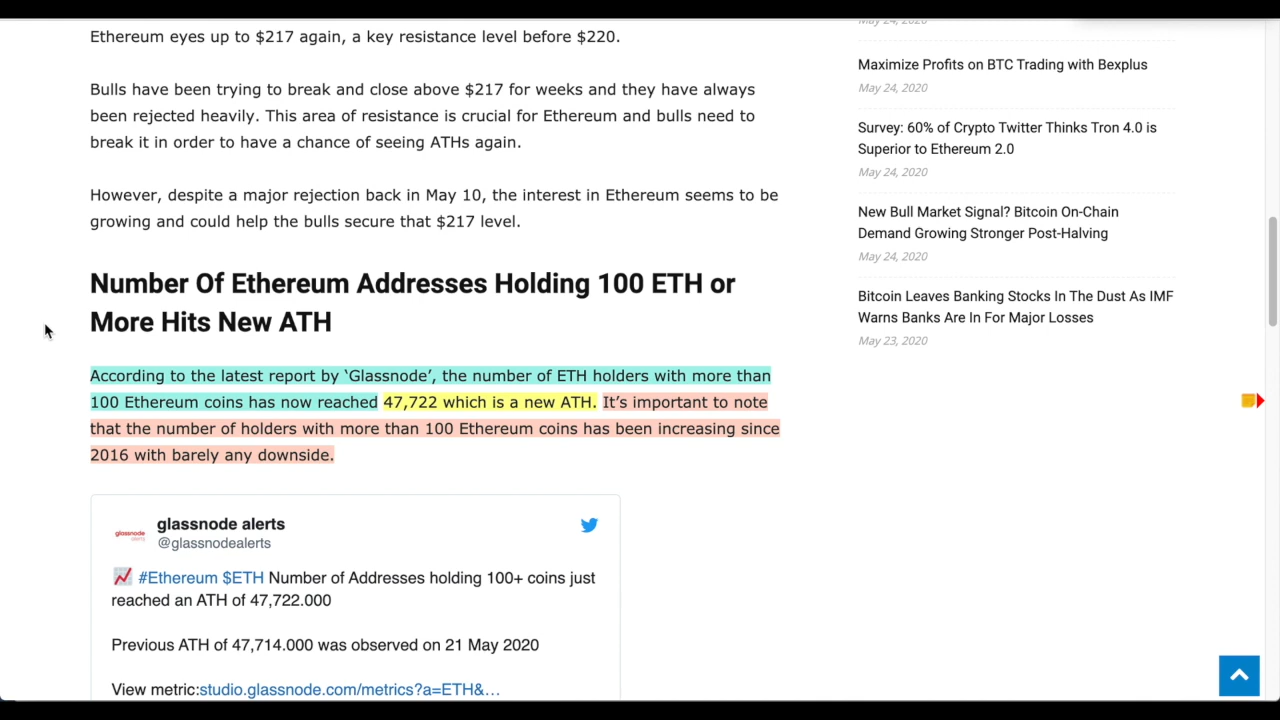 Ethereum eyes up to $217 again, a key resistance level before $220.
Bulls have been trying to break and close above $217 for weeks and they have always
been rejected heavily. This area of resistance is crucial for Ethereum and bulls need to
break it in order to have a chance of seeing ATHs again.
However, despite a major rejection back in May 10, the interest in Ethereum seems to be
growing and could help the bulls secure that $217 level.
Number Of Ethereum Addresses Holding 100 ETH or
More Hits New ATH
According to the latest report by ‘Glassnode’, the number of ETH holders with more than
100 Ethereum coins has now reached 47,722 which is a new ATH. It’s important to note
that the number of holders with more than 100 Ethereum coins has been increasing since
2016 with barely any downside.
glassnode alerts
glassnode
alerts
@glassnodealerts
#Ethereum $ETH Number of Addresses holding 100+ coins just
reached an ATH of 47,722.000
Previous ATH of 47,714.000 was observed on 21 May 2020
View metric:studio.glassnode.com/metrics?a=ETH&…
May 24, 2020
Maximize Profits on BTC Trading with Bexplus
May 24, 2020
Survey: 60% of Crypto Twitter Thinks Tron 4.0 is
Superior to Ethereum 2.0
May 24, 2020
New Bull Market Signal? Bitcoin On-Chain
Demand Growing Stronger Post-Halving
May 24, 2020
Bitcoin Leaves Banking Stocks In The Dust As IMF
Warns Banks Are In For Major Losses
May 23, 2020